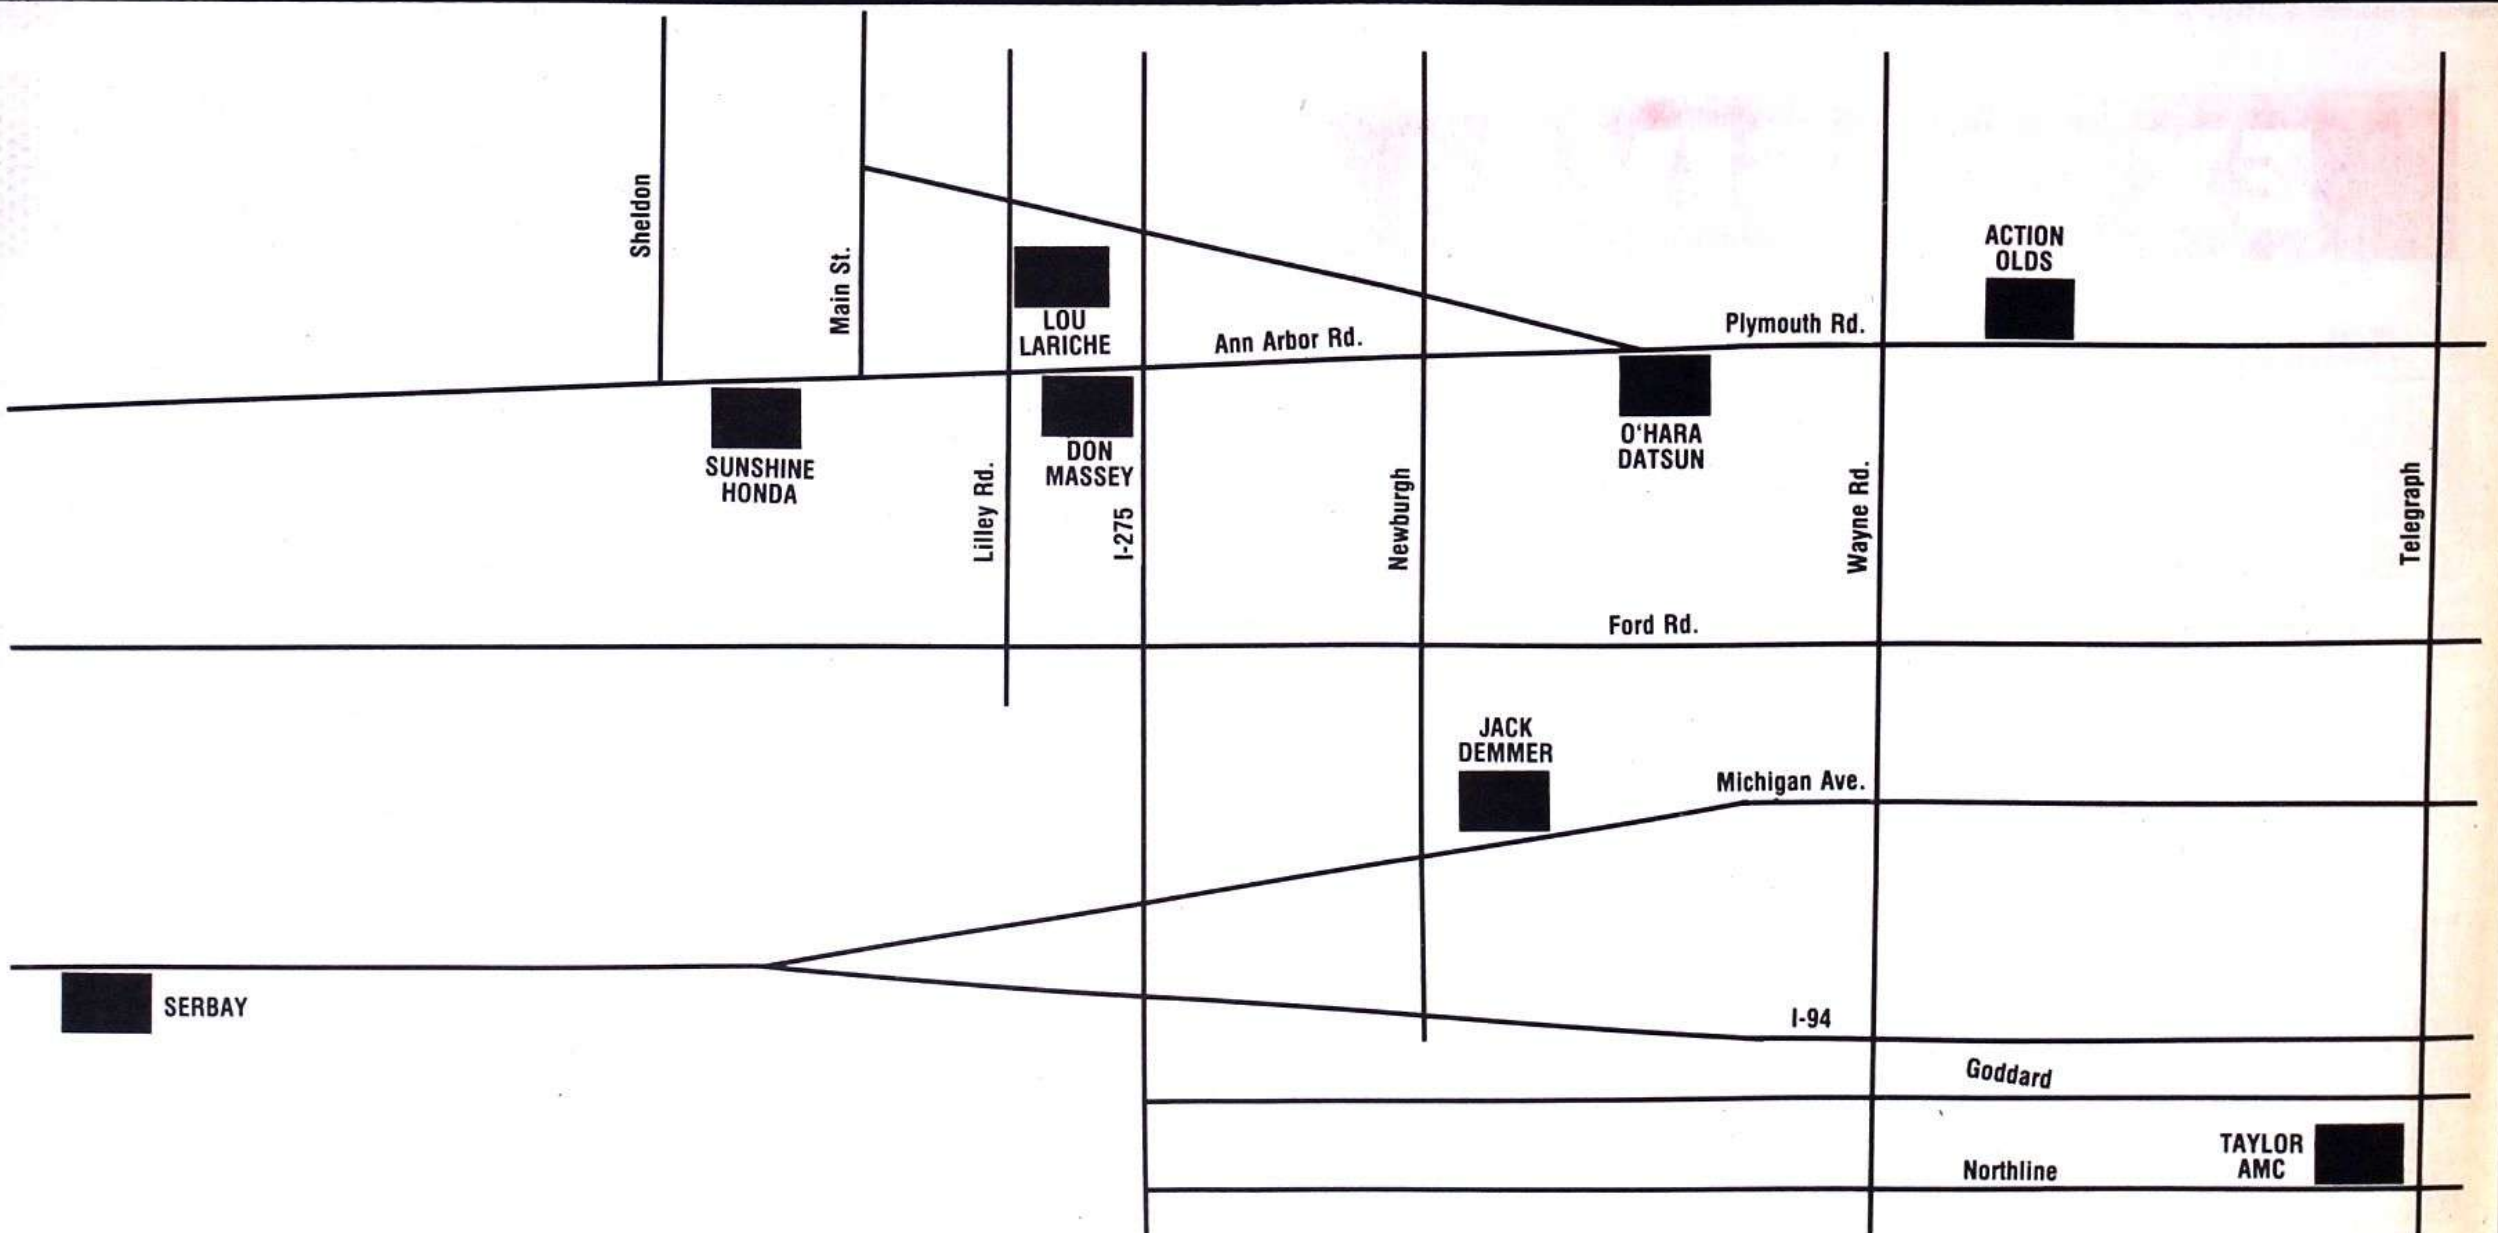 Sheldon
Main St.
ACTION
OLDS
LOU
LARICHE
Ann Arbor Rd.
Plymouth Rd.
SUNSHINE
HONDA
Lilley Rd.
DON
MASSEY
I-275
Newburgh
O'HARA
DATSUN
Wayne Rd.
Telegraph
Ford Rd.
JACK
DEMMER
Michigan Ave.
SERBAY
I-94
Goddard
TAYLOR
AMC
Northline